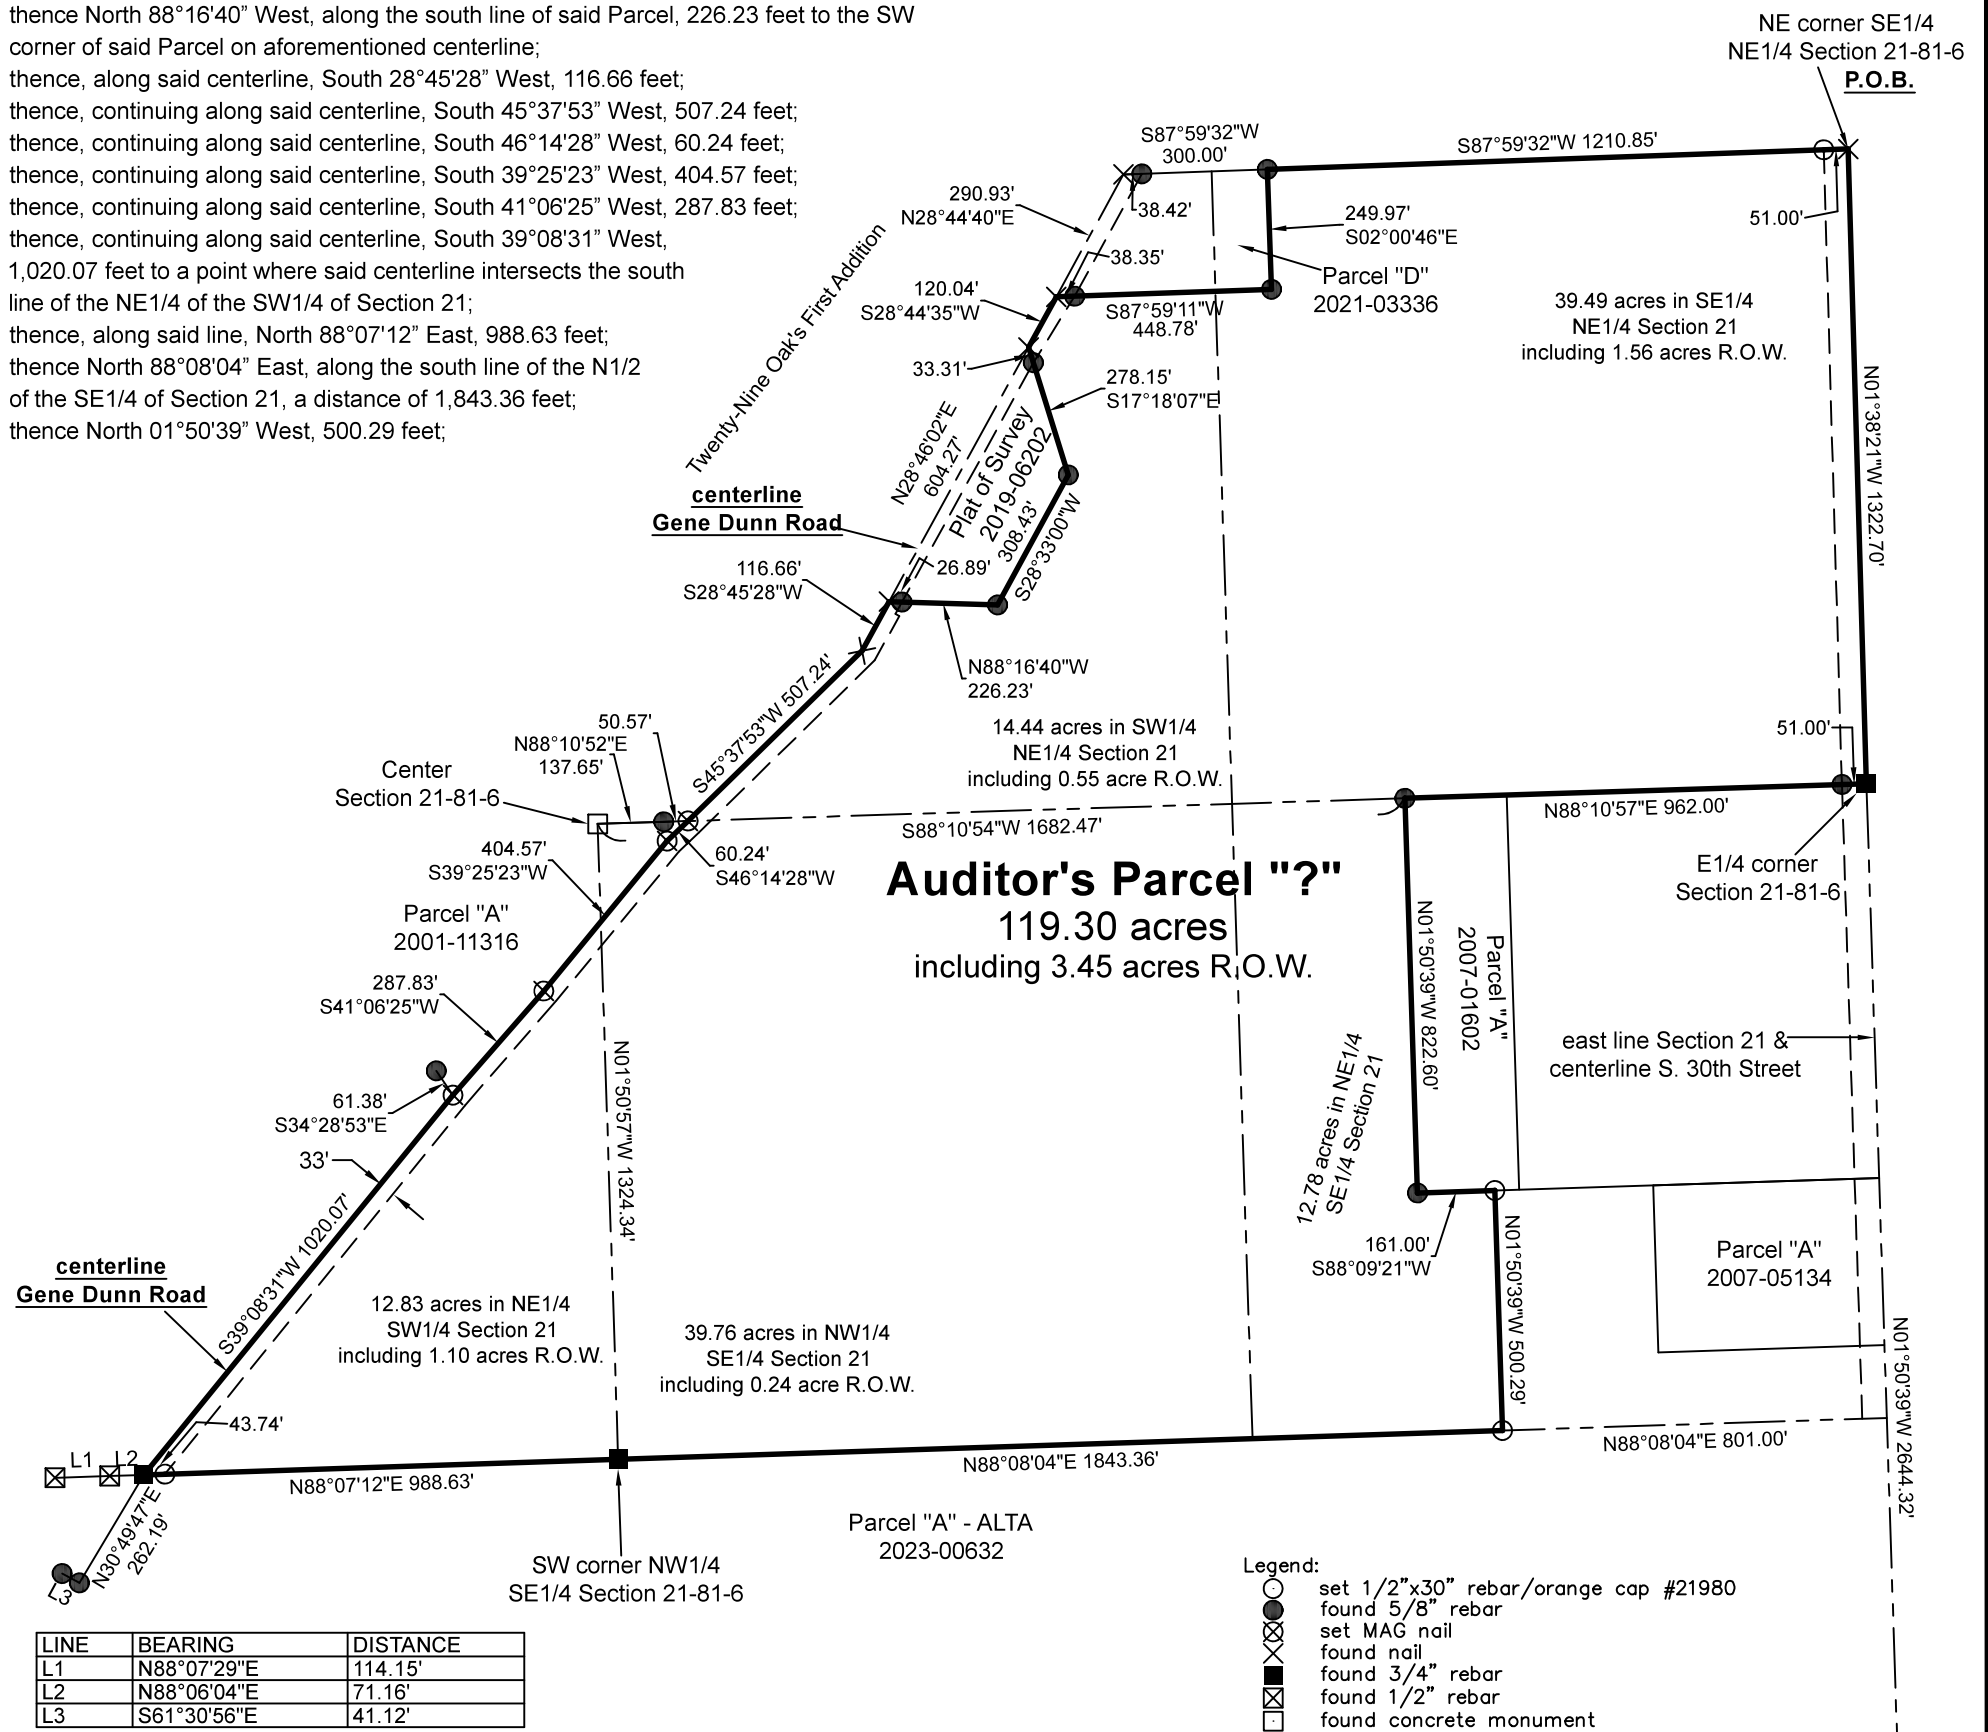 thence North 88°16'40” West, along the south line of said Parcel, 226.23 feet to the SW
corner of said Parcel on aforementioned centerline;
thence, along said centerline, South 28°45'28” West, 116.66 feet;
thence, continuing along said centerline, South 45°37'53” West, 507.24 feet;
thence, continuing along said centerline, South 46°14'28” West, 60.24 feet;
thence, continuing along said centerline, South 39°25'23” West, 404.57 feet;
thence, continuing along said centerline, South 41°06'25” West, 287.83 feet;
thence, continuing along said centerline, South 39°08'31” West,
1,020.07 feet to a point where said centerline intersects the south
line of the NE1/4 of the SW1/4 of Section 21;
thence, along said line, North 88°07'12” East, 988.63 feet;
thence North 88°08'04” East, along the south line of the N1/2
of the SE1/4 of Section 21, a distance of 1,843.36 feet;
thence North 01°50'39” West, 500.29 feet;
NE corner SE1/4
NE1/4 Section 21-81-6
P.O.B.
S87°59'32"W
300.00'
S87°59'32"W 1210.85'
290.93'
N28°44'40"E
38.42'
249.97'
S02°00'46"E
51.00'
38.35'
Parcel "D"
2021-03336
120.04'
S28°44'35"W
S87°59'11"W
448.78'
39.49 acres in SE1/4
NE1/4 Section 21
including 1.56 acres R.O.W.
Twenty-Nine Oak's First Addition
33.31'
278.15'
S17°18'07"E
N01°38'21"W 1322.70'
N28°46'02"E
604.27'
Plat of Survey
2019-06202
308.43'
S28°33'00"W
centerline
Gene Dunn Road
26.89'
116.66'
S28°45'28"W
N88°16'40"W
226.23'
S45°37'53"W 507.24'
50.57'
N88°10'52"E
137.65'
14.44 acres in SW1/4
NE1/4 Section 21
including 0.55 acre R.O.W.
51.00'
Center
Section 21-81-6
S88°10'54"W 1682.47'
N88°10'57"E 962.00'
404.57'
S39°25'23"W
60.24'
S46°14'28"W
E1/4 corner
Section 21-81-6
Auditor's Parcel "?"
119.30 acres
including 3.45 acres R.O.W.
Parcel "A"
2001-11316
N01°50'39"W 822.60'
Parcel "A"
2007-01602
287.83'
S41°06'25"W
east line Section 21 &
centerline S. 30th Street
N01°50'57"W 1324.34'
61.38'
S34°28'53"E
33'
12.78 acres in NE1/4
SE1/4 Section 21
161.00'
S88°09'21"W
N01°50'39"W 500.29'
Parcel "A"
2007-05134
S39°08'31"W 1020.07'
centerline
Gene Dunn Road
12.83 acres in NE1/4
SW1/4 Section 21
including 1.10 acres R.O.W.
39.76 acres in NW1/4
SE1/4 Section 21
including 0.24 acre R.O.W.
N01°50'39"W 2644.32'
43.74'
L1
L2
N88°07'12"E 988.63'
N88°08'04"E 1843.36'
N88°08'04"E 801.00'
N30°49'47"E
262.19'
L3
Parcel "A" - ALTA
2023-00632
SW corner NW1/4
SE1/4 Section 21-81-6
LINE BEARING DISTANCE
L1 N88°07'29"E 114.15'
L2 N88°06'04"E 71.16'
L3 S61°30'56"E 41.12'
Legend:
set 1/2”x30” rebar/orange cap #21980
found 5/8” rebar
set MAG nail
found nail
found 3/4” rebar
found 1/2” rebar
found concrete monument